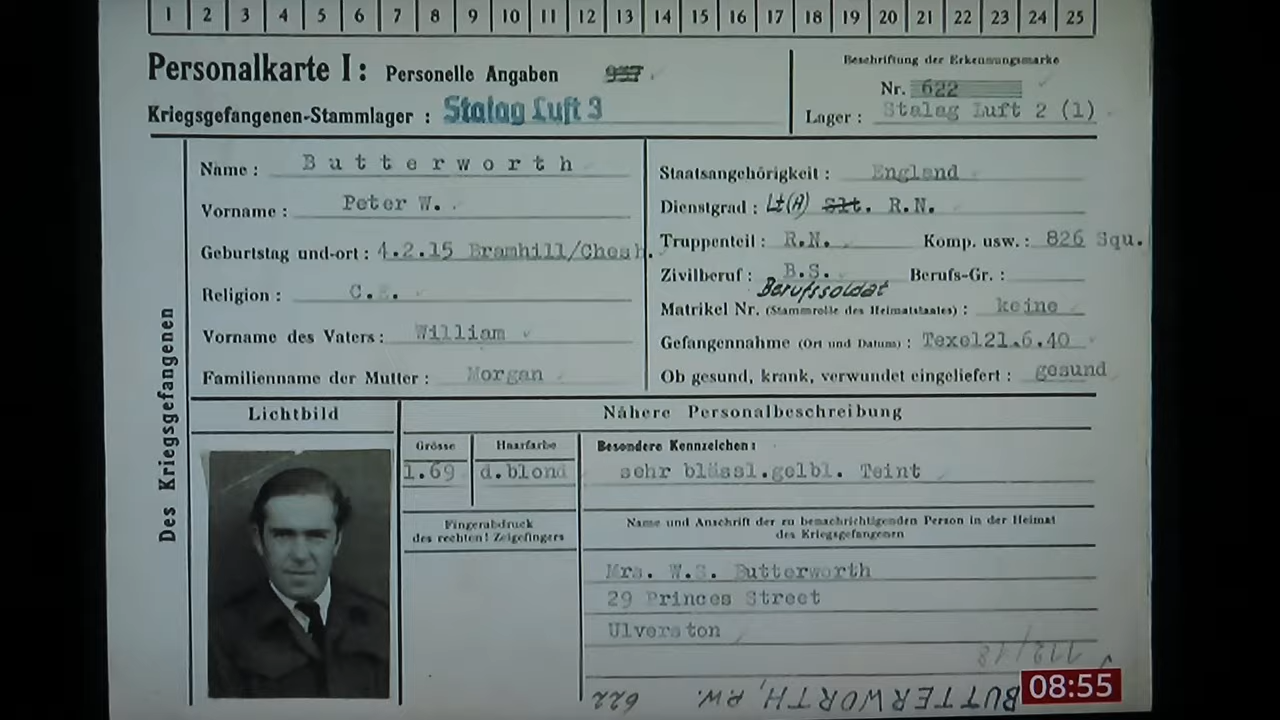 1 2 3 4 5 6 7 8 9 10 11 12 13 14 15 16 17 18 19 20 21 22 23 24 25
Personalkarte I: Personelle Angaben
Beschriftung der Erkennungsmarke
Nr. 622
Kriegsgefangenen-Stammlager : Stalag Luft 3
Lager : Stalag Luft 2 (1)
Des Kriegsgefangenen
Name : Butterworth
Vorname : Peter W.
Geburtstag und-ort : 4.2.15 Bramhill/Chesh.
Religion : C.E.
Vorname des Vaters : William
Familienname der Mutter : Morgan
Staatsangehörigkeit : England
Dienstgrad : Lt(A) Slt. R.N.
Truppenteil : R.N. Komp. usw. : 826 Squ.
Zivilberuf : B.S. Berufs-Gr. :
Berufssoldat
Matrikel Nr. (Stammrolle des Heimatstaates) : keine
Gefangennahme (Ort und Datum) : Texel21.6.40
Ob gesund, krank, verwundet eingeliefert : gesund
Lichtbild
Nähere Personalbeschreibung
Grösse Haarfarbe
1.69 d.blond
Besondere Kennzeichen :
sehr blässl.gelbl. Teint
Fingerabdruck
des rechten! Zeigefingers
Name und Anschrift der zu benachrichtigenden Person in der Heimat
des Kriegsgefangenen
Mrs. W.S. Butterworth
29 Princes Street
Ulverston
BUTTERWORTH, P.W. 622
08:55